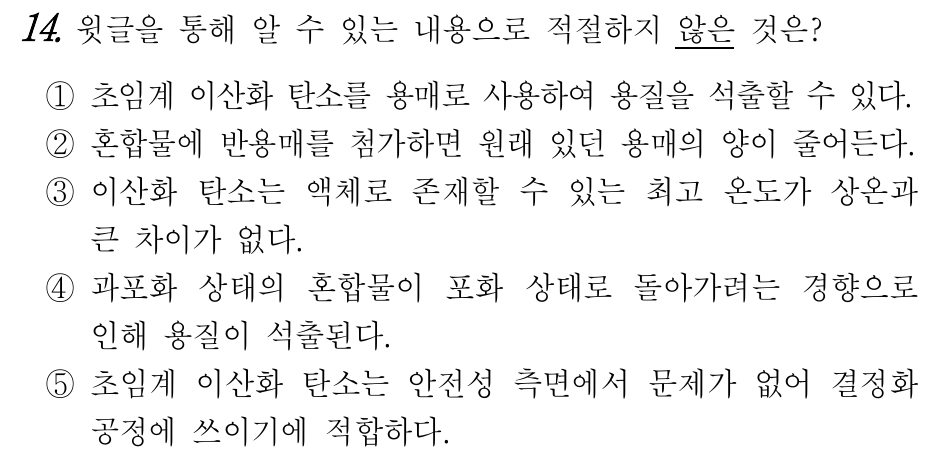 14. 윗글을 통해 알 수 있는 내용으로 적절하지 않은 것은?
① 초임계 이산화 탄소를 용매로 사용하여 용질을 석출할 수 있다.
② 혼합물에 반용매를 첨가하면 원래 있던 용매의 양이 줄어든다.
③ 이산화 탄소는 액체로 존재할 수 있는 최고 온도가 상온과
큰 차이가 없다.
④ 과포화 상태의 혼합물이 포화 상태로 돌아가려는 경향으로
인해 용질이 석출된다.
⑤ 초임계 이산화 탄소는 안전성 측면에서 문제가 없어 결정화
공정에 쓰이기에 적합하다.